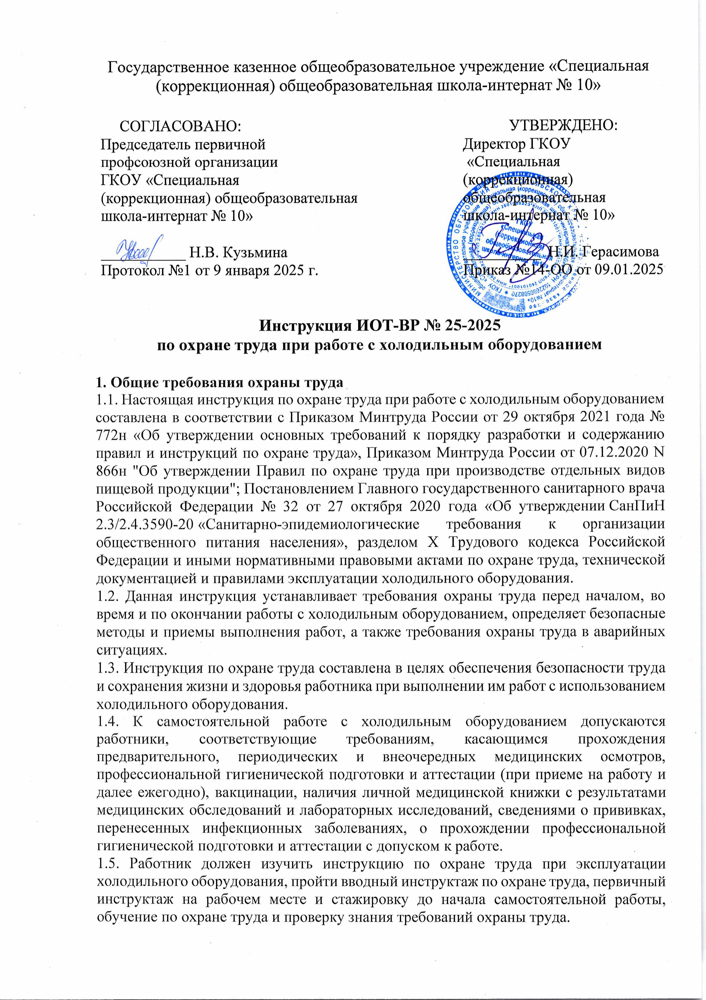 Государственное казенное общеобразовательное учреждение «Специальная
(коррекционная) общеобразовательная школа-интернат № 10»
СОГЛАСОВАНО:
Председатель первичной
профсоюзной организации
ГКОУ «Специальная
(коррекционная) общеобразовательная
школа-интернат № 10»
Н.В. Кузьмина
Протокол №1 от 9 января 2025 г.
УТВЕРЖДЕНО:
Директор ГКОУ
«Специальная
(коррекционная)
общеобразовательная
школа-интернат № 10»
Н.И. Герасимова
Приказ №14-ОО от 09.01.2025
ГКОУ
«Специальная
(коррекционная)
общеобразовательная
школа-интернат №10»
Инструкция ИОТ-ВР № 25-2025
по охране труда при работе с холодильным оборудованием
1. Общие требования охраны труда
1.1. Настоящая инструкция по охране труда при работе с холодильным оборудованием
составлена в соответствии с Приказом Минтруда России от 29 октября 2021 года №
772н «Об утверждении основных требований к порядку разработки и содержанию
правил и инструкций по охране труда», Приказом Минтруда России от 07.12.2020 N
866н "Об утверждении Правил по охране труда при производстве отдельных видов
пищевой продукции"; Постановлением Главного государственного санитарного врача
Российской Федерации № 32 от 27 октября 2020 года «Об утверждении СанПиН
2.3/2.4.3590-20 «Санитарно-эпидемиологические требования к организации
общественного питания населения», разделом X Трудового кодекса Российской
Федерации и иными нормативными правовыми актами по охране труда, технической
документацией и правилами эксплуатации холодильного оборудования.
1.2. Данная инструкция устанавливает требования охраны труда перед началом, во
время и по окончании работы с холодильным оборудованием, определяет безопасные
методы и приемы выполнения работ, а также требования охраны труда в аварийных
ситуациях.
1.3. Инструкция по охране труда составлена в целях обеспечения безопасности труда
и сохранения жизни и здоровья работника при выполнении им работ с использованием
холодильного оборудования.
1.4. К самостоятельной работе с холодильным оборудованием допускаются
работники, соответствующие требованиям, касающимся прохождения
предварительного, периодических и внеочередных медицинских осмотров,
профессиональной гигиенической подготовки и аттестации (при приеме на работу и
далее ежегодно), вакцинации, наличия личной медицинской книжки с результатами
медицинских обследований и лабораторных исследований, сведениями о прививках,
перенесенных инфекционных заболеваниях, о прохождении профессиональной
гигиенической подготовки и аттестации с допуском к работе.
1.5. Работник должен изучить инструкцию по охране труда при эксплуатации
холодильного оборудования, пройти вводный инструктаж по охране труда, первичный
инструктаж на рабочем месте и стажировку до начала самостоятельной работы,
обучение по охране труда и проверку знания требований охраны труда.